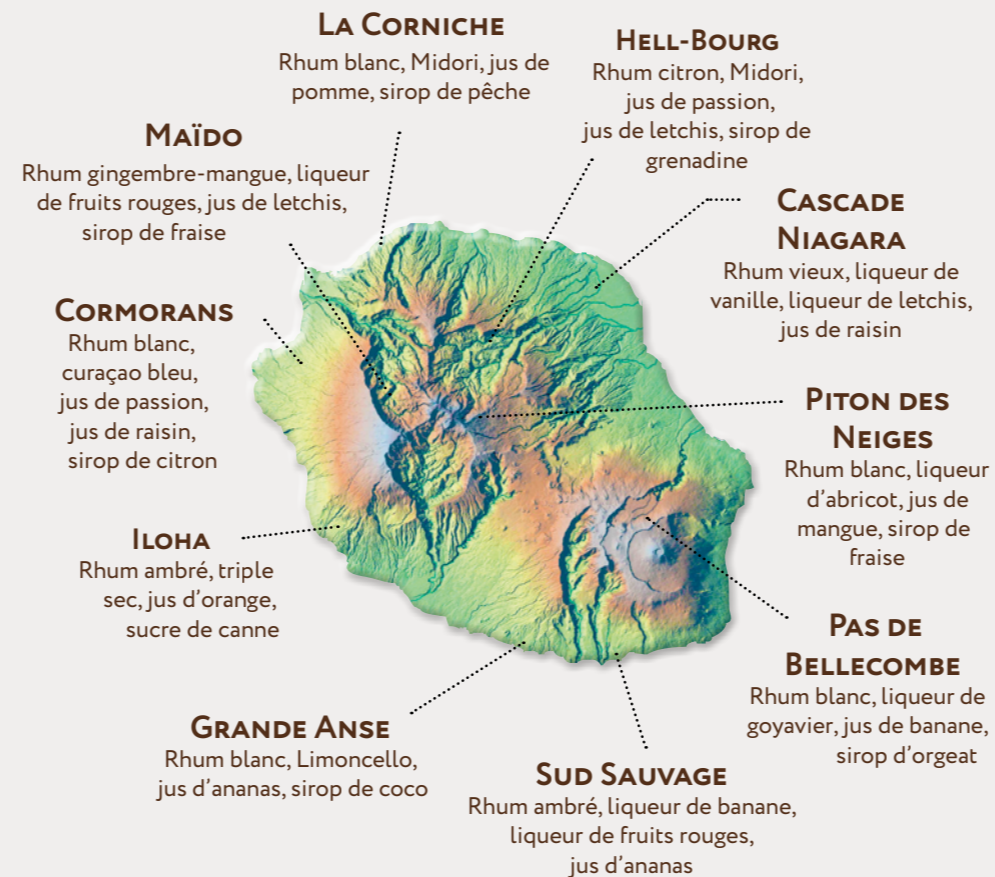 La Corniche
Rhum blanc, Midori, jus de
pomme, sirop de pêche
Hell-Bourg
Rhum citron, Midori,
jus de passion,
jus de letchis, sirop de
grenadine
Maïdo
Rhum gingembre-mangue, liqueur
de fruits rouges, jus de letchis,
sirop de fraise
Cascade
Niagara
Rhum vieux, liqueur de
vanille, liqueur de letchis,
jus de raisin
Cormorans
Rhum blanc,
curaçao bleu,
jus de passion,
jus de raisin,
sirop de citron
Piton des
Neiges
Rhum blanc, liqueur
d'abricot, jus de
mangue, sirop de
fraise
Iloha
Rhum ambré, triple
sec, jus d'orange,
sucre de canne
Pas de
Bellecombe
Rhum blanc, liqueur de
goyavier, jus de banane,
sirop d'orgeat
Grande Anse
Rhum blanc, Limoncello,
jus d'ananas, sirop de coco
Sud Sauvage
Rhum ambré, liqueur de banane,
liqueur de fruits rouges,
jus d'ananas